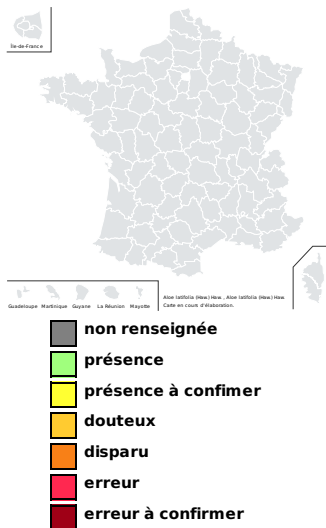 Île-de-France
Guadeloupe Martinique Guyane La Réunion Mayotte
Aloe latifolia (Haw.) Haw., Aloe latifolia (Haw.) Haw.
Carte en cours d'élaboration.
non renseignée
présence
présence à confimer
douteux
disparu
erreur
erreur à confirmer